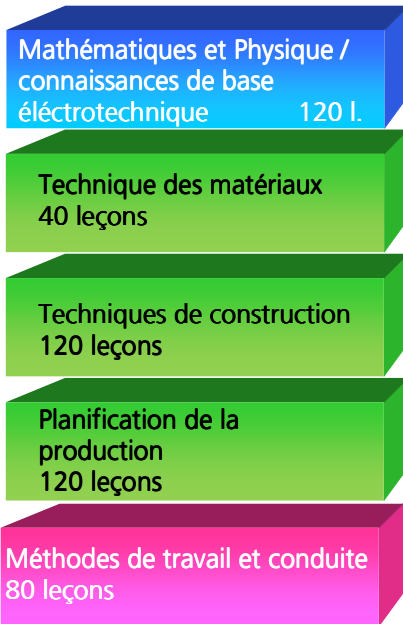 Mathématiques et Physique /
connaissances de base
éléctrotechnique 120 l.
Technique des matériaux
40 leçons
Techniques de construction
120 leçons
Planification de la
production
120 leçons
Méthodes de travail et conduite
80 leçons